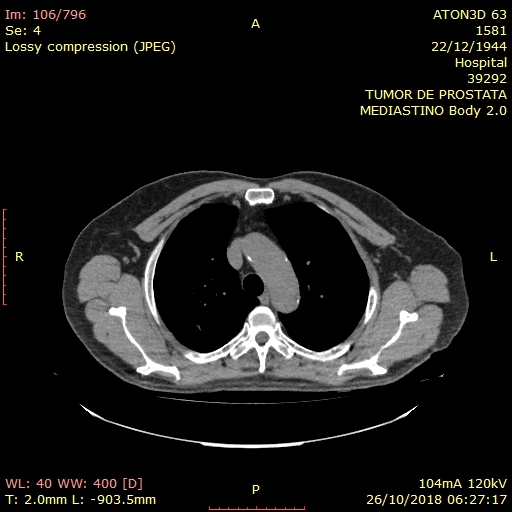 Im: 106/796
Se: 4
Lossy compression (JPEG)
A
ATON3D 63
1581
22/12/1944
Hospital
39292
TUMOR DE PROSTATA
MEDIASTINO Body 2.0
R
L
WL: 40 WW: 400 [D]
T: 2.0mm L: -903.5mm
P
104mA 120kV
26/10/2018 06:27:17